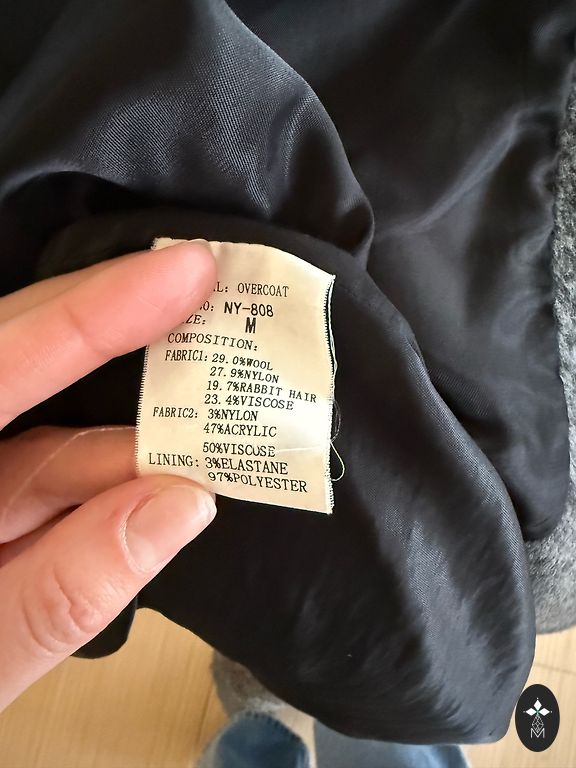 L: OVERCOAT
O: NY-808
ZE: M
COMPOSITION:
FABRIC1: 29.0%WOOL
27.9%NYLON
19.7%RABBIT HAIR
23.4%VISCOSE
FABRIC2: 3%NYLON
47%ACRYLIC
50%VISCOSE
LINING: 3%ELASTANE
97%POLYESTER
M